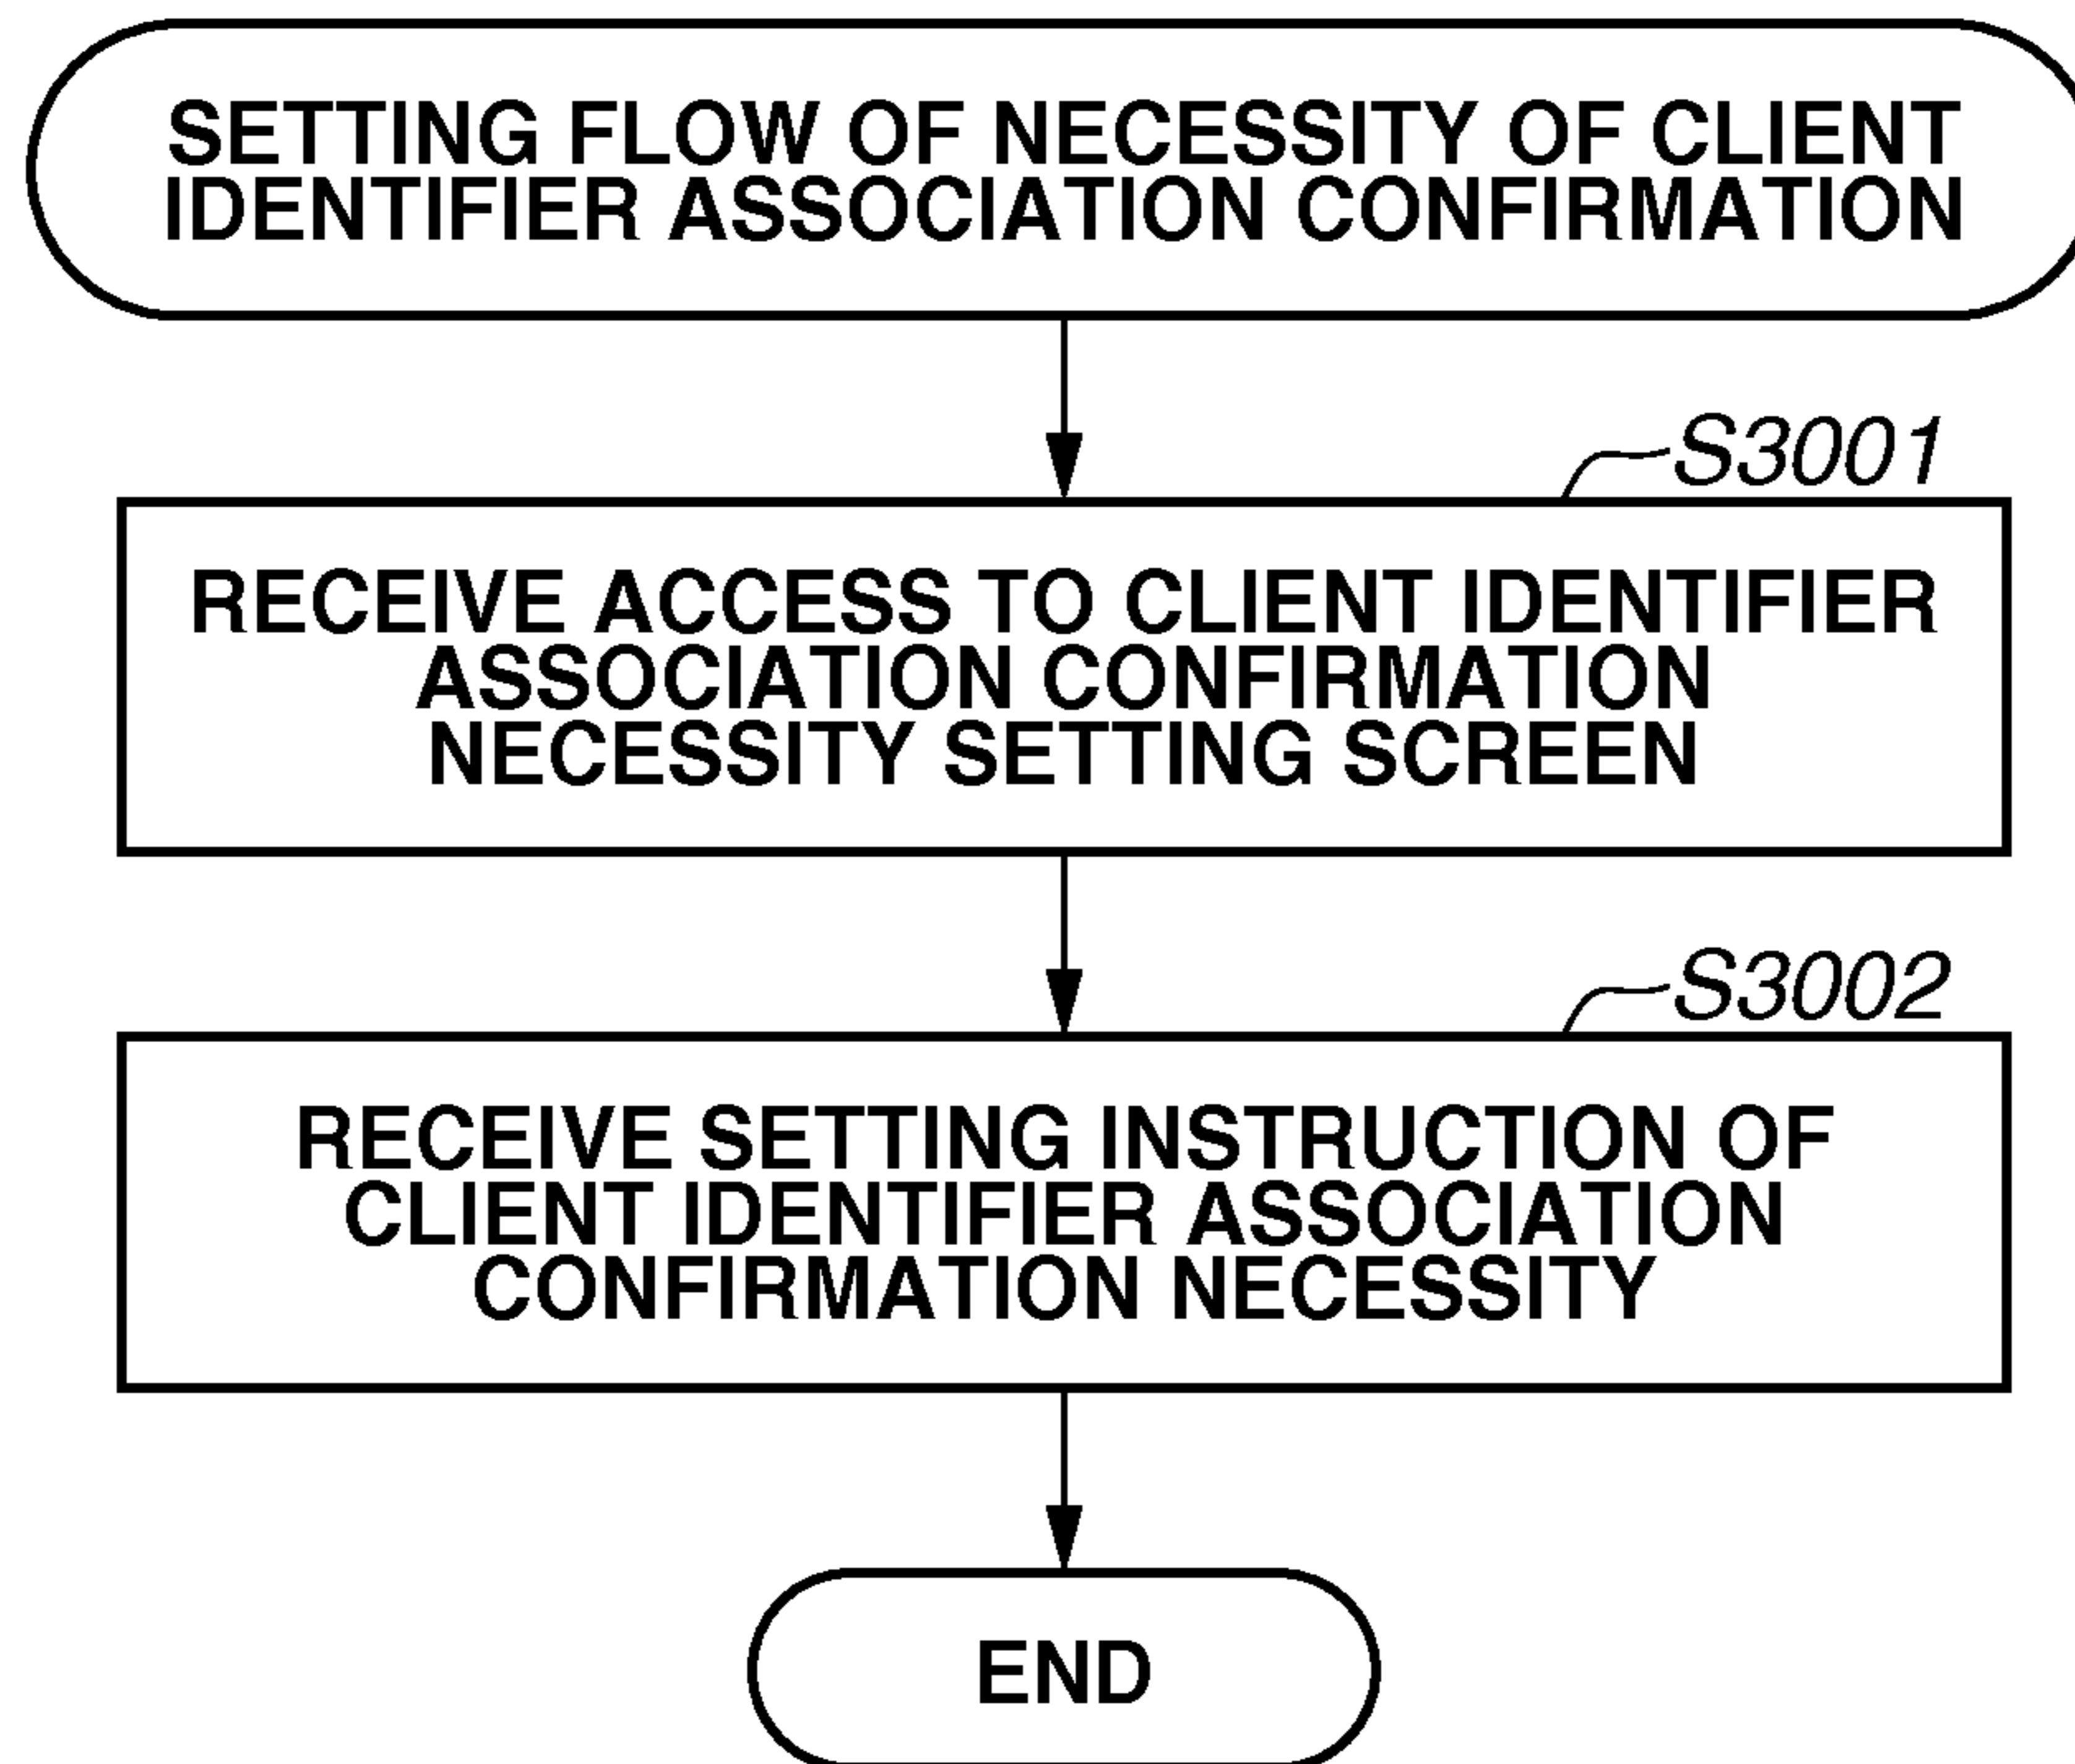 SETTING FLOW OF NECESSITY OF CLIENT
IDENTIFIER ASSOCIATION CONFIRMATION
S3001
RECEIVE ACCESS TO CLIENT IDENTIFIER
ASSOCIATION CONFIRMATION
NECESSITY SETTING SCREEN
S3002
RECEIVE SETTING INSTRUCTION OF
CLIENT IDENTIFIER ASSOCIATION
CONFIRMATION NECESSITY
END